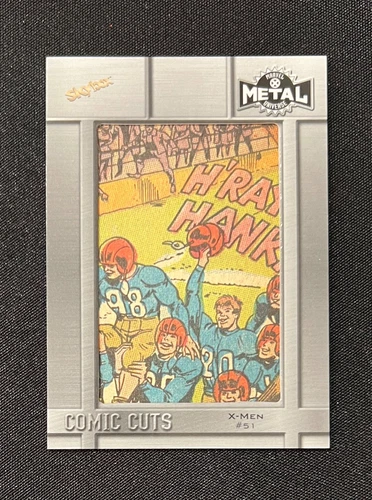 skybox
MARVEL
METAL
UNIVERSE
H'RAY
HANK
98
20
COMIC CUTS
X-MEN
#51